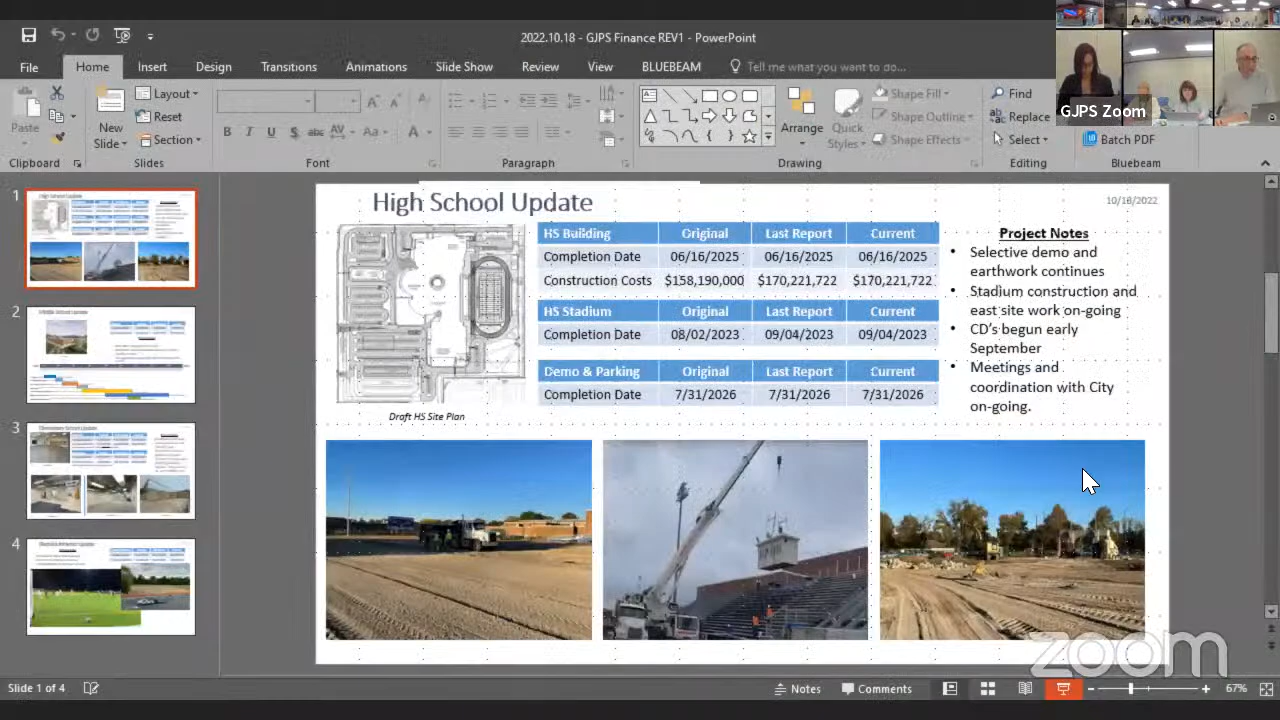 2022.10.18 - GJPS Finance REV1 - PowerPoint
File Home Insert Design Transitions Animations Slide Show Review View BLUEBEAM Tell me what you want to do...
GJPS Zoom
Paste
New
Slide
Layout
Reset
Section
B I U S abc AV Aa A
Arrange
Quick
Styles
Shape Fill
Shape Outline
Shape Effects
Find
Replace
Select
Batch PDF
Clipboard Slides Font Paragraph Drawing Editing Bluebeam
1
2
3
4
High School Update
10/18/2022
HS Building Original Last Report Current
Completion Date 06/16/2025 06/16/2025 06/16/2025
Construction Costs $158,190,000 $170,221,722 $170,221,722
HS Stadium Original Last Report Current
Completion Date 08/02/2023 09/04/2023 09/04/2023
Demo & Parking Original Last Report Current
Completion Date 7/31/2026 7/31/2026 7/31/2026
Draft HS Site Plan
Project Notes
• Selective demo and
earthwork continues
• Stadium construction and
east site work on-going
• CD's begun early
September
• Meetings and
coordination with City
on-going.
zoom
Slide 1 of 4 Notes Comments 67%